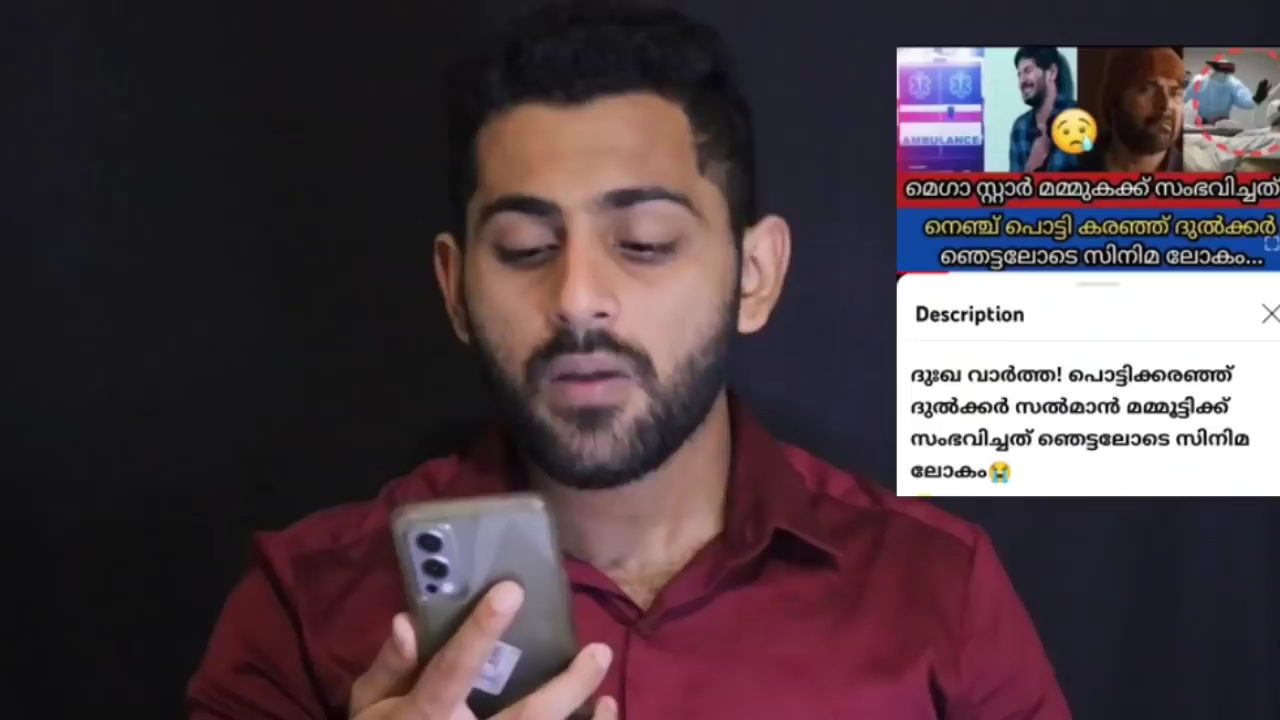 AMBULANCE
മെഗാ സ്റ്റാർ മമ്മുകക്ക് സംഭവിച്ചത്
നെഞ്ച് പൊട്ടി കരഞ്ഞ് ദുൽക്കർ
ഞെട്ടലോടെ സിനിമ ലോകം...
Description
ദുഃഖ വാർത്ത! പൊട്ടിക്കരഞ്ഞ്
ദുൽക്കർ സൽമാൻ മമ്മൂട്ടിക്ക്
സംഭവിച്ചത് ഞെട്ടലോടെ സിനിമ
ലോകം😭